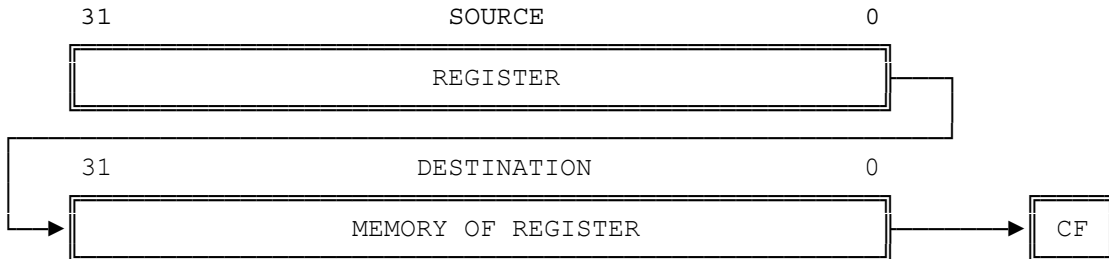 31 SOURCE 0
REGISTER
31 DESTINATION 0
MEMORY OF REGISTER CF